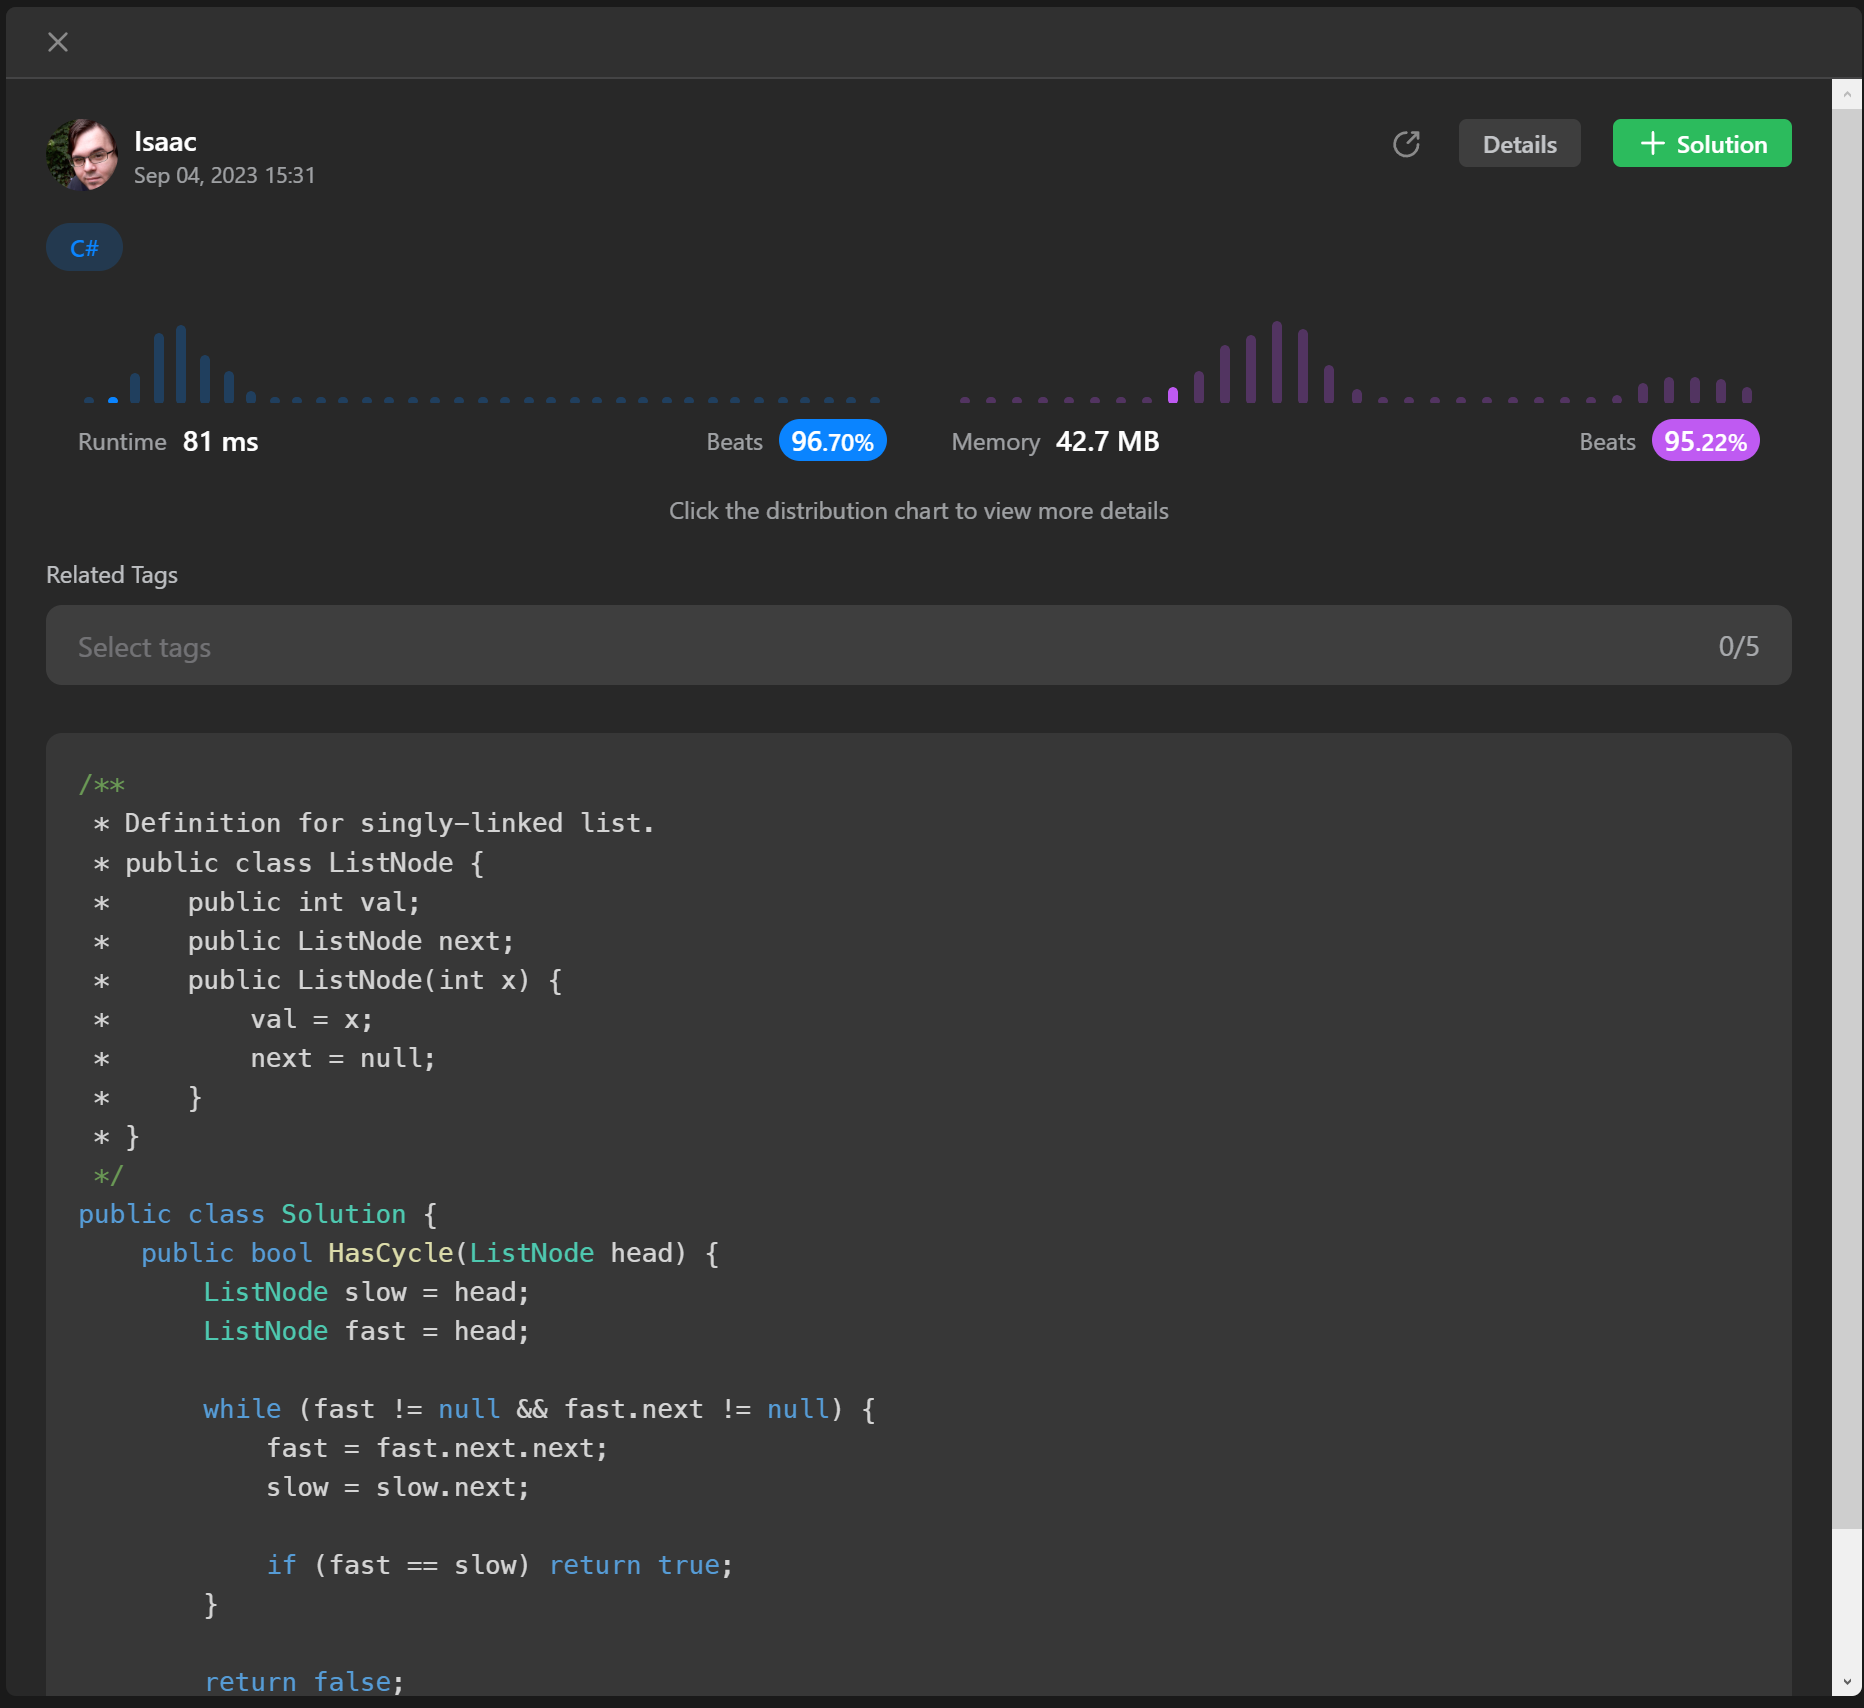 Isaac
Sep 04, 2023 15:31
Details
Solution
C#
Runtime 81 ms Beats 96.70% Memory 42.7 MB Beats 95.22%
Click the distribution chart to view more details
Related Tags
Select tags 0/5
/**
 * Definition for singly-linked list.
 * public class ListNode {
 *     public int val;
 *     public ListNode next;
 *     public ListNode(int x) {
 *         val = x;
 *         next = null;
 *     }
 * }
 */
public class Solution {
    public bool HasCycle(ListNode head) {
        ListNode slow = head;
        ListNode fast = head;

        while (fast != null && fast.next != null) {
            fast = fast.next.next;
            slow = slow.next;

            if (fast == slow) return true;
        }

        return false;